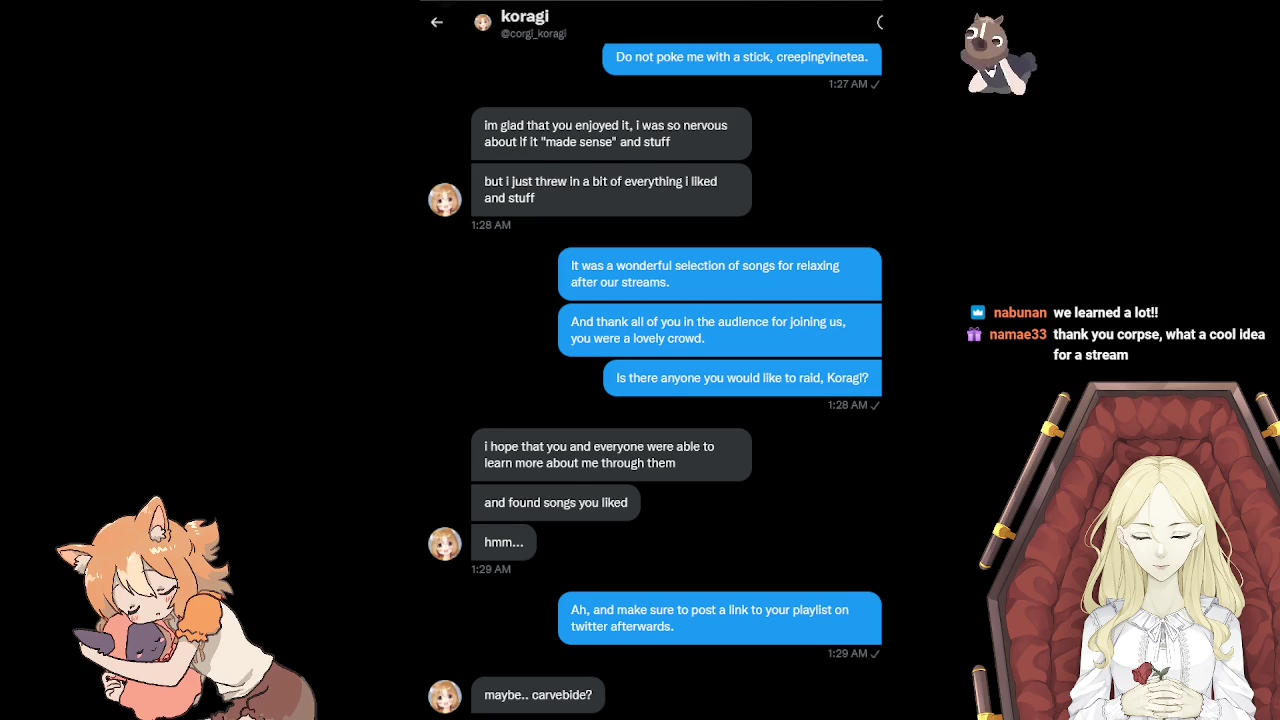 koragi
@corgi_koragi
Do not poke me with a stick, creepingvinetea.
1:27 AM ✓
im glad that you enjoyed it, i was so nervous
about if it "made sense" and stuff
but i just threw in a bit of everything i liked
and stuff
1:28 AM
It was a wonderful selection of songs for relaxing
after our streams.
And thank all of you in the audience for joining us,
you were a lovely crowd.
Is there anyone you would like to raid, Koragi?
1:28 AM ✓
i hope that you and everyone were able to
learn more about me through them
and found songs you liked
hmm...
1:29 AM
Ah, and make sure to post a link to your playlist on
twitter afterwards.
1:29 AM ✓
maybe.. carvebide?
nabunan we learned a lot!!
namae33 thank you corpse, what a cool idea
for a stream